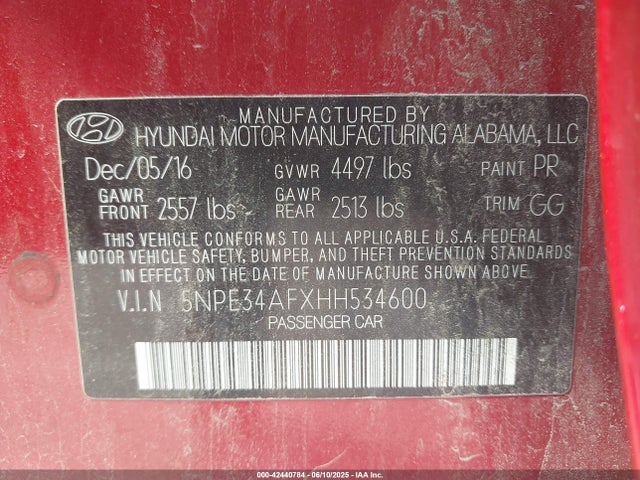 MANUFACTURED BY
HYUNDAI MOTOR MANUFACTURING ALABAMA, LLC
Dec/05/16 GVWR 4497 lbs PAINT PR
GAWR FRONT 2557 lbs GAWR REAR 2513 lbs TRIM GG
THIS VEHICLE CONFORMS TO ALL APPLICABLE U.S.A. FEDERAL
MOTOR VEHICLE SAFETY, BUMPER, AND THEFT PREVENTION STANDARDS
IN EFFECT ON THE DATE OF MANUFACTURE SHOWN ABOVE.
V.I.N 5NPE34AFXHH534600
PASSENGER CAR
000-42440784 - 06/10/2025 - IAAI.COM